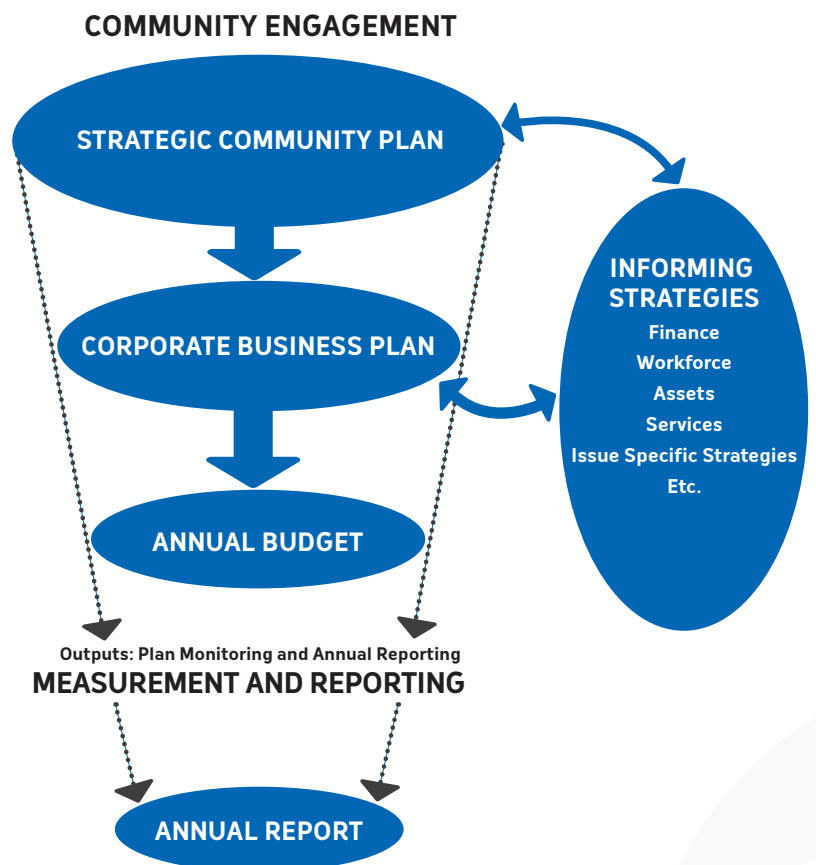 COMMUNITY ENGAGEMENT
STRATEGIC COMMUNITY PLAN
CORPORATE BUSINESS PLAN
ANNUAL BUDGET
INFORMING
STRATEGIES
Finance
Workforce
Assets
Services
Issue Specific Strategies
Etc.
Outputs: Plan Monitoring and Annual Reporting
MEASUREMENT AND REPORTING
ANNUAL REPORT